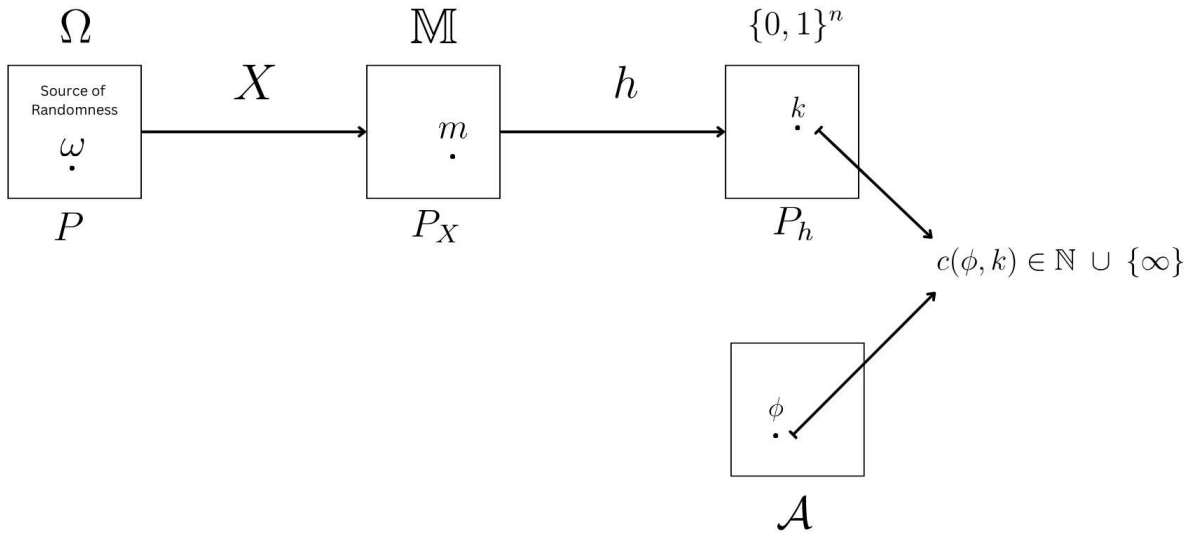 Ω
𝕄
{0, 1}ⁿ
X
h
Source of
Randomness
ω
m
k
P
P_X
P_h
c(ϕ, k) ∈ ℕ ∪ {∞}
ϕ
𝒜